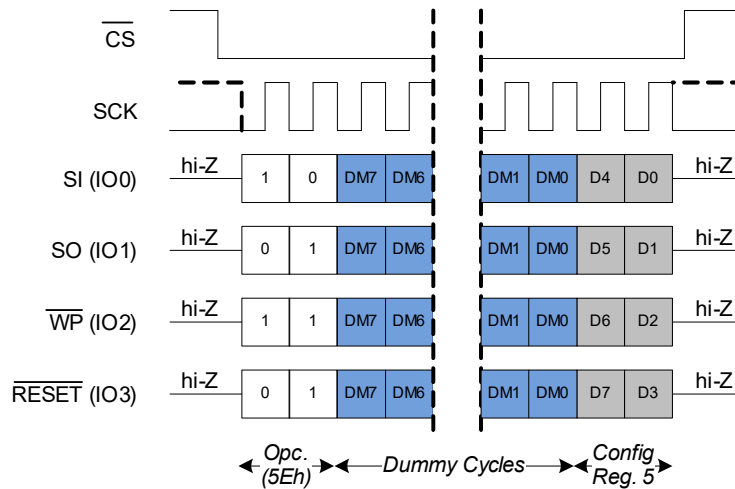 CS
SCK
hi-Z hi-Z
SI (IO0) 1 0 DM7 DM6 DM1 DM0 D4 D0
hi-Z hi-Z
SO (IO1) 0 1 DM7 DM6 DM1 DM0 D5 D1
hi-Z hi-Z
WP (IO2) 1 1 DM7 DM6 DM1 DM0 D6 D2
hi-Z hi-Z
RESET (IO3) 0 1 DM7 DM6 DM1 DM0 D7 D3
Opc. (5Eh)
Dummy Cycles
Config Reg. 5